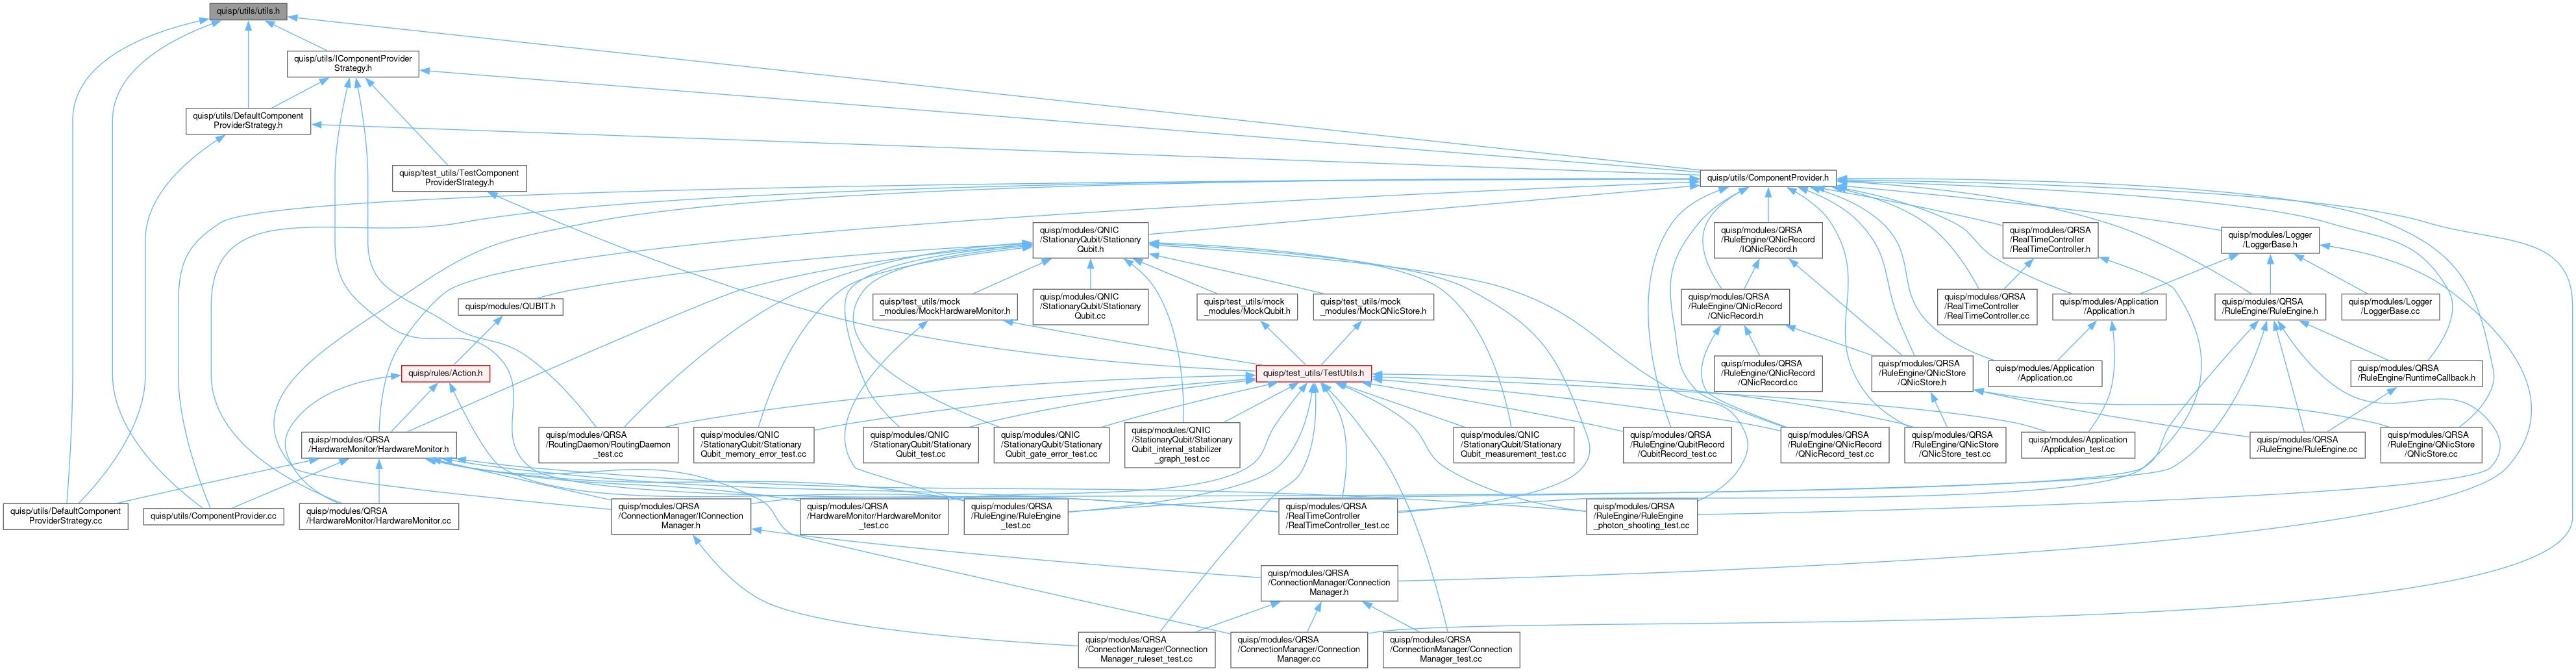 quisp/utils/utils.h
quisp/utils/IComponentProvider
Strategy.h
quisp/utils/DefaultComponent
ProviderStrategy.h
quisp/test_utils/TestComponent
ProviderStrategy.h
quisp/utils/ComponentProvider.h
quisp/modules/QNIC
/StationaryQubit/Stationary
Qubit.h
quisp/modules/QRSA
/RuleEngine/QNicRecord
/IQNicRecord.h
quisp/modules/QRSA
/RealTimeController
/RealTimeController.h
quisp/modules/Logger
/LoggerBase.h
quisp/modules/QUBIT.h
quisp/test_utils/mock
_modules/MockHardwareMonitor.h
quisp/modules/QNIC
/StationaryQubit/Stationary
Qubit.cc
quisp/test_utils/mock
_modules/MockQubit.h
quisp/test_utils/mock
_modules/MockQNicStore.h
quisp/modules/QRSA
/RuleEngine/QNicRecord
/QNicRecord.h
quisp/modules/QRSA
/RealTimeController
/RealTimeController.cc
quisp/modules/Application
/Application.h
quisp/modules/QRSA
/RuleEngine/RuleEngine.h
quisp/modules/Logger
/LoggerBase.cc
quisp/rules/Action.h
quisp/test_utils/TestUtils.h
quisp/modules/QRSA
/RuleEngine/QNicRecord
/QNicRecord.cc
quisp/modules/QRSA
/RuleEngine/QNicStore
/QNicStore.h
quisp/modules/Application
/Application.cc
quisp/modules/QRSA
/RuleEngine/RuntimeCallback.h
quisp/modules/QRSA
/HardwareMonitor/HardwareMonitor.h
quisp/modules/QRSA
/RoutingDaemon/RoutingDaemon
_test.cc
quisp/modules/QNIC
/StationaryQubit/Stationary
Qubit_memory_error_test.cc
quisp/modules/QNIC
/StationaryQubit/Stationary
Qubit_test.cc
quisp/modules/QNIC
/StationaryQubit/Stationary
Qubit_gate_error_test.cc
quisp/modules/QNIC
/StationaryQubit/Stationary
Qubit_internal_stabilizer
_graph_test.cc
quisp/modules/QNIC
/StationaryQubit/Stationary
Qubit_measurement_test.cc
quisp/modules/QRSA
/RuleEngine/QubitRecord
/QubitRecord_test.cc
quisp/modules/QRSA
/RuleEngine/QNicRecord
/QNicRecord_test.cc
quisp/modules/QRSA
/RuleEngine/QNicStore
/QNicStore_test.cc
quisp/modules/Application
/Application_test.cc
quisp/modules/QRSA
/RuleEngine/RuleEngine.cc
quisp/modules/QRSA
/RuleEngine/QNicStore
/QNicStore.cc
quisp/utils/DefaultComponent
ProviderStrategy.cc
quisp/utils/ComponentProvider.cc
quisp/modules/QRSA
/HardwareMonitor/HardwareMonitor.cc
quisp/modules/QRSA
/ConnectionManager/IConnection
Manager.h
quisp/modules/QRSA
/HardwareMonitor/HardwareMonitor
_test.cc
quisp/modules/QRSA
/RuleEngine/RuleEngine
_test.cc
quisp/modules/QRSA
/RealTimeController
/RealTimeController_test.cc
quisp/modules/QRSA
/RuleEngine/RuleEngine
_photon_shooting_test.cc
quisp/modules/QRSA
/ConnectionManager/Connection
Manager.h
quisp/modules/QRSA
/ConnectionManager/Connection
Manager_ruleset_test.cc
quisp/modules/QRSA
/ConnectionManager/Connection
Manager.cc
quisp/modules/QRSA
/ConnectionManager/Connection
Manager_test.cc